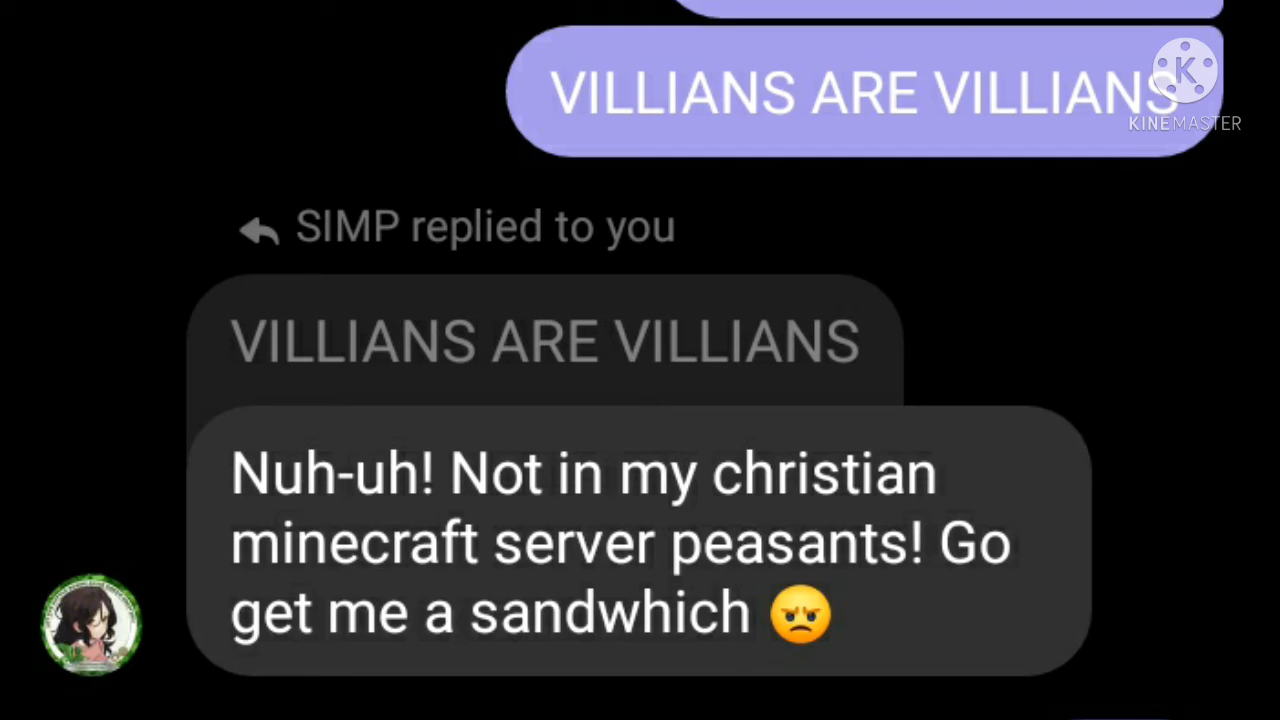 VILLIANS ARE VILLIANS
KINEMASTER
SIMP replied to you
VILLIANS ARE VILLIANS
Nuh-uh! Not in my christian
minecraft server peasants! Go
get me a sandwhich 😠